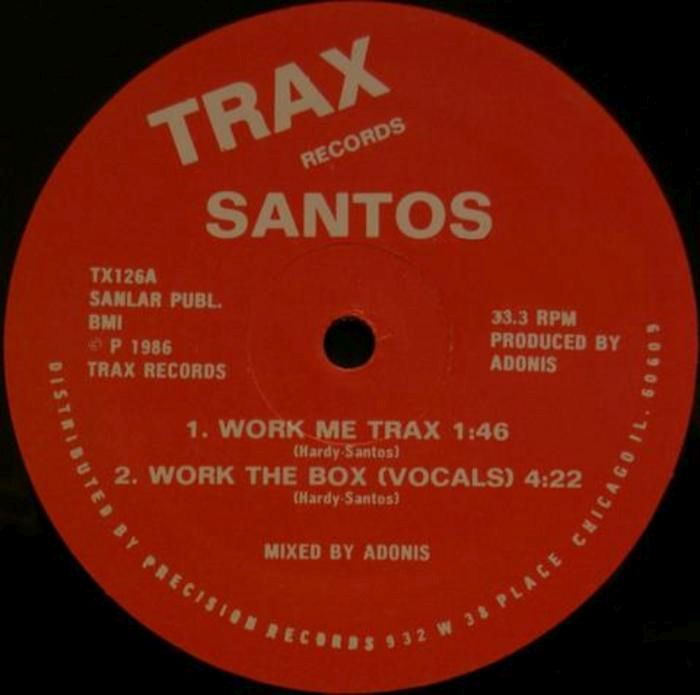 TRAX
RECORDS
SANTOS
TX126A
SANLAR PUBL.
BMI
© P 1986
TRAX RECORDS
33.3 RPM
PRODUCED BY
ADONIS
1. WORK ME TRAX 1:46
(Hardy-Santos)
2. WORK THE BOX (VOCALS) 4:22
(Hardy-Santos)
MIXED BY ADONIS
DISTRIBUTED BY PRECISION RECORDS 932 W 38 PLACE CHICAGO IL. 60609